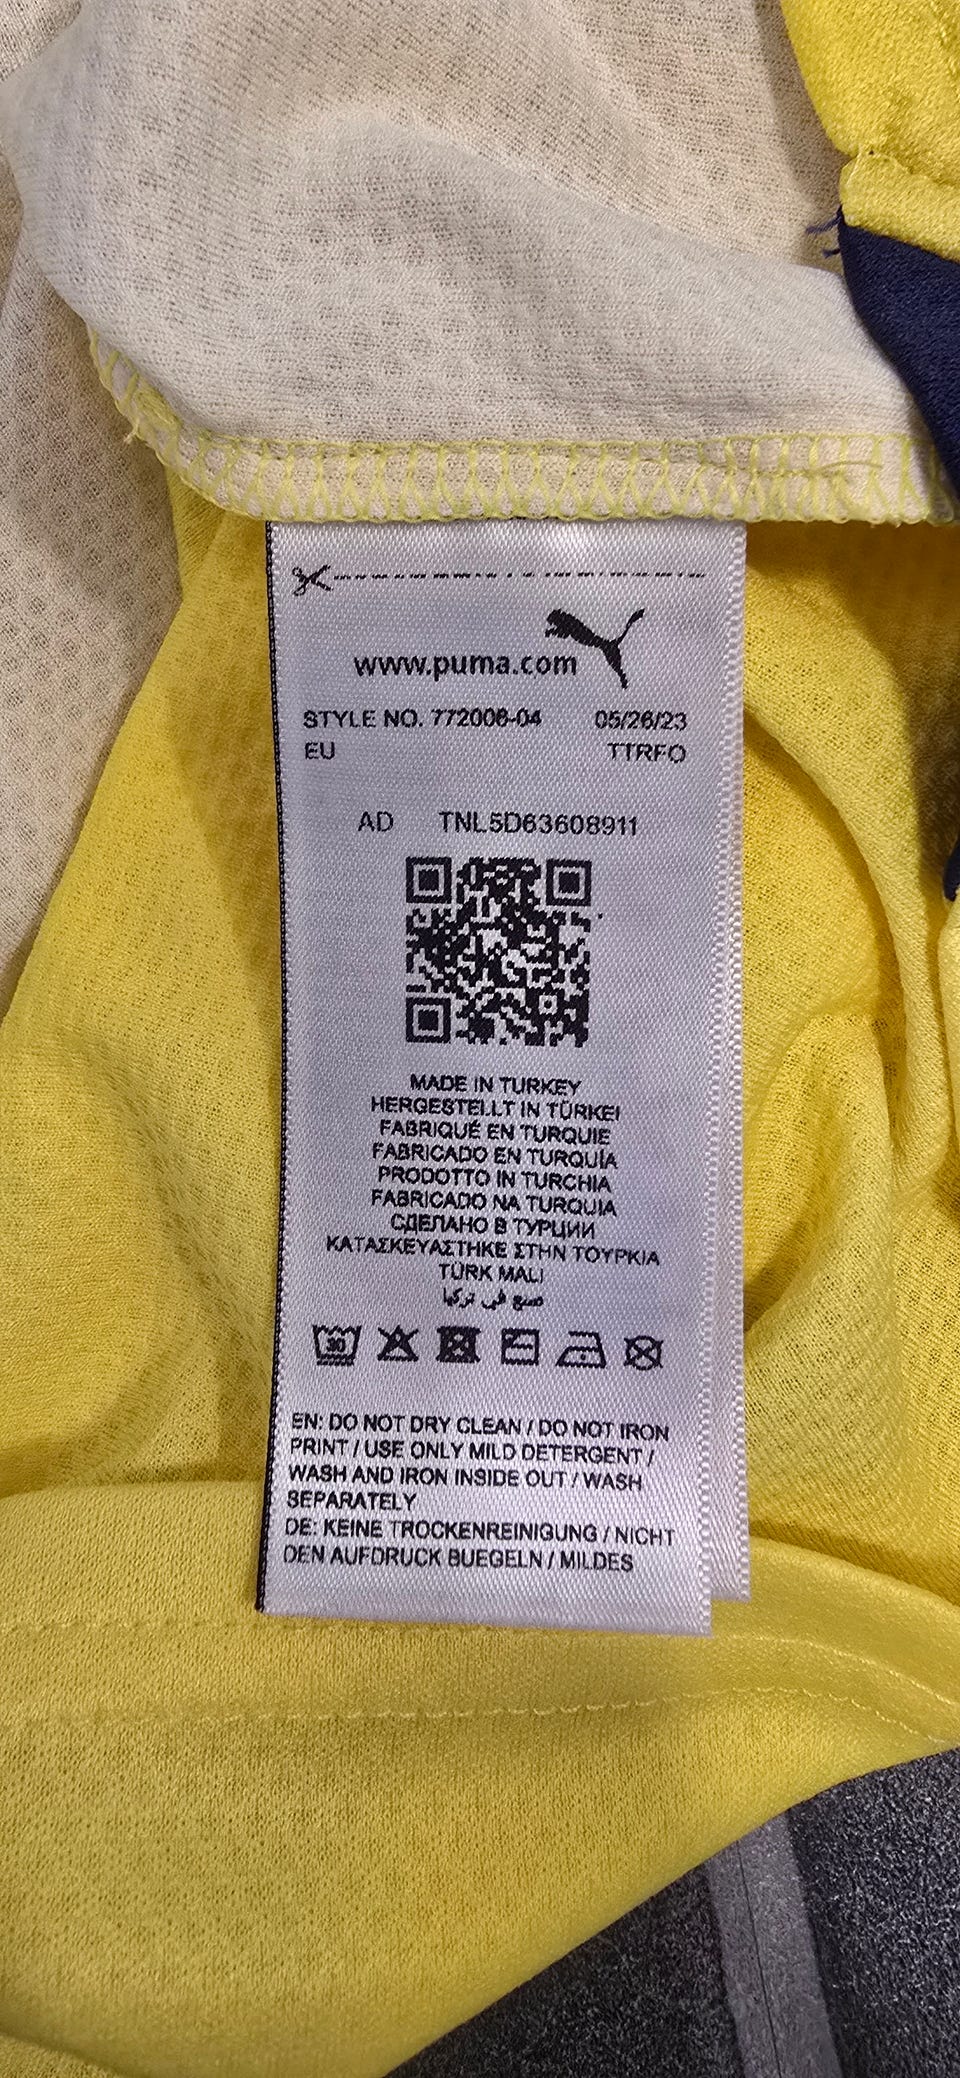 www.puma.com
STYLE NO. 772006-04 05/26/23
EU TTRFO
AD TNL5D63608911
MADE IN TURKEY
HERGESTELLT IN TÜRKEI
FABRIQUÉ EN TURQUIE
FABRICADO EN TURQUÍA
PRODOTTO IN TURCHIA
FABRICADO NA TURQUIA
СДЕЛАНО В ТУРЦИИ
ΚΑΤΑΣΚΕΥΑΣΤΗΚΕ ΣΤΗΝ ΤΟΥΡΚΙΑ
TÜRK MALI
صنع في تركيا
30
EN: DO NOT DRY CLEAN / DO NOT IRON
PRINT / USE ONLY MILD DETERGENT /
WASH AND IRON INSIDE OUT / WASH
SEPARATELY
DE: KEINE TROCKENREINIGUNG / NICHT
DEN AUFDRUCK BUEGELN / MILDES